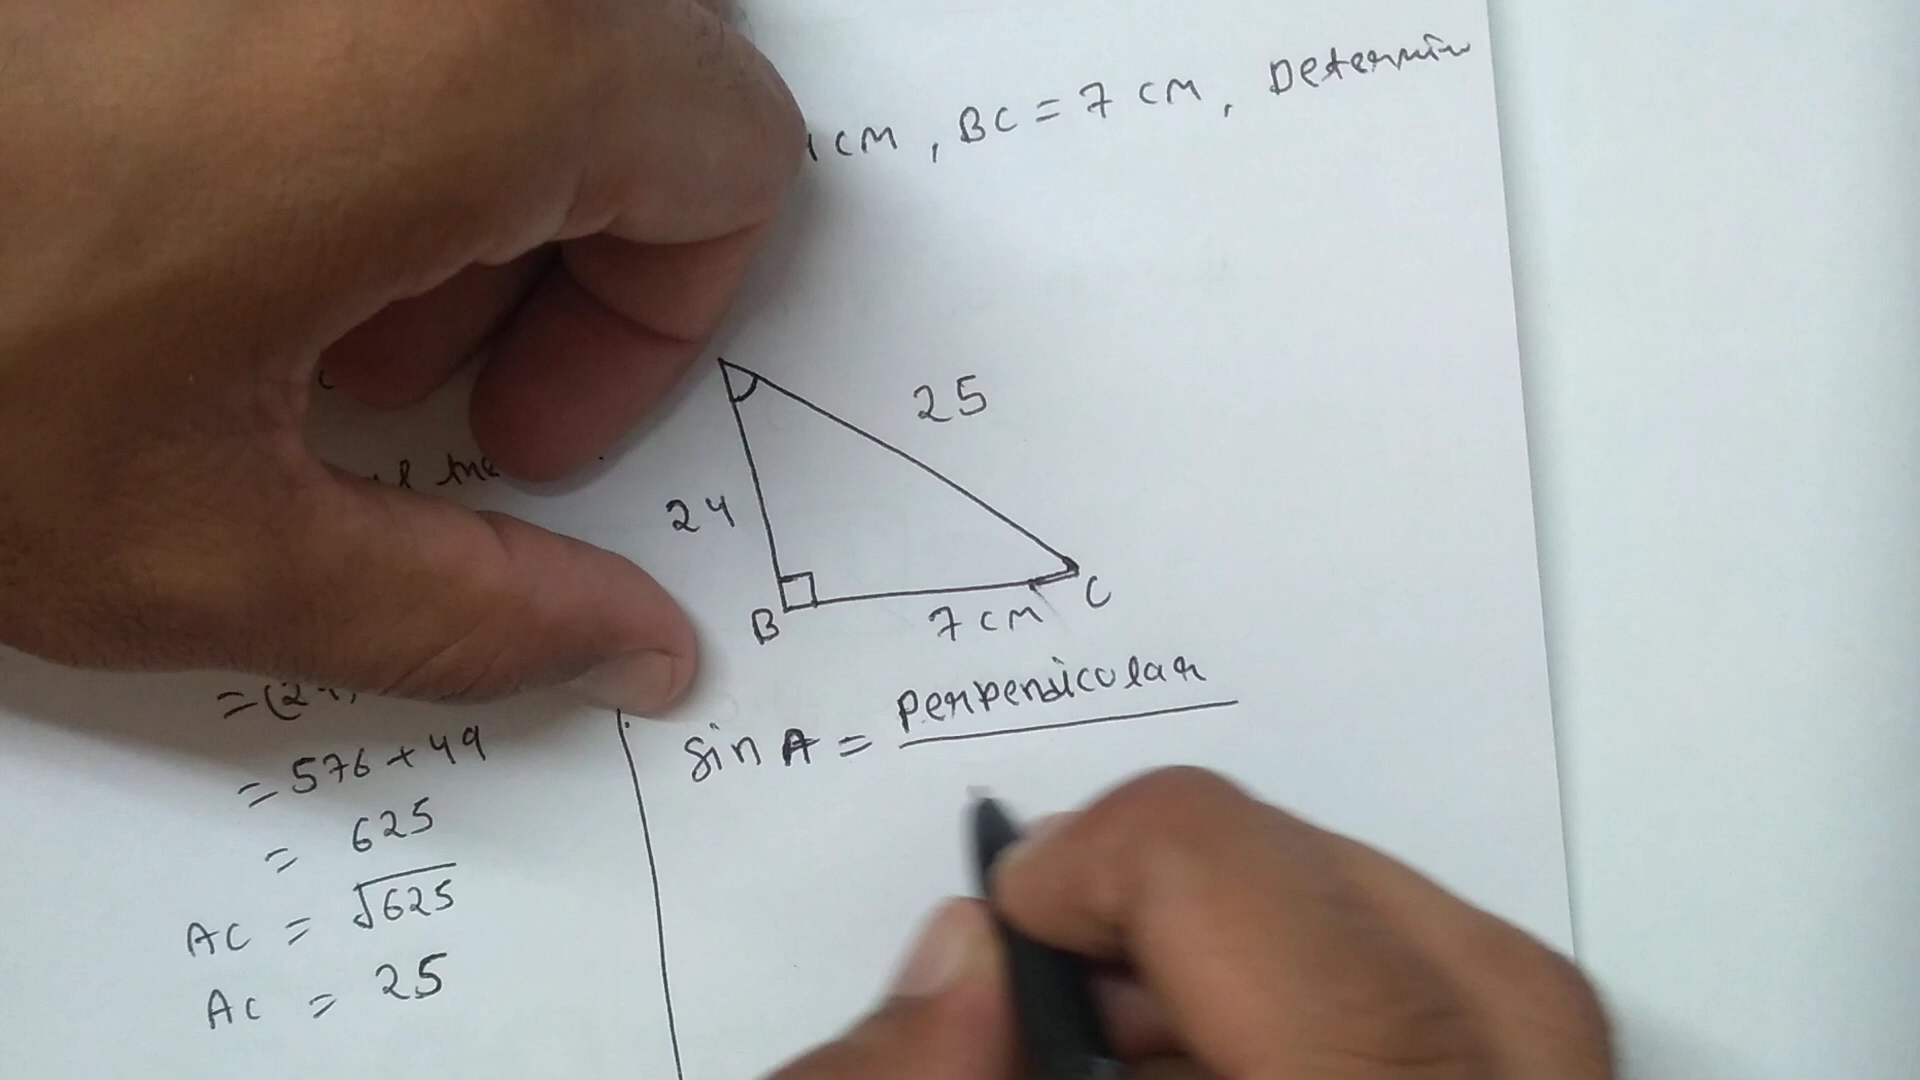 CM, BC = 7 CM, Determin
25
24
B
7 CM
C
= 576 + 49
= 625
AC = √625
AC = 25
Sin A = Perpendicular